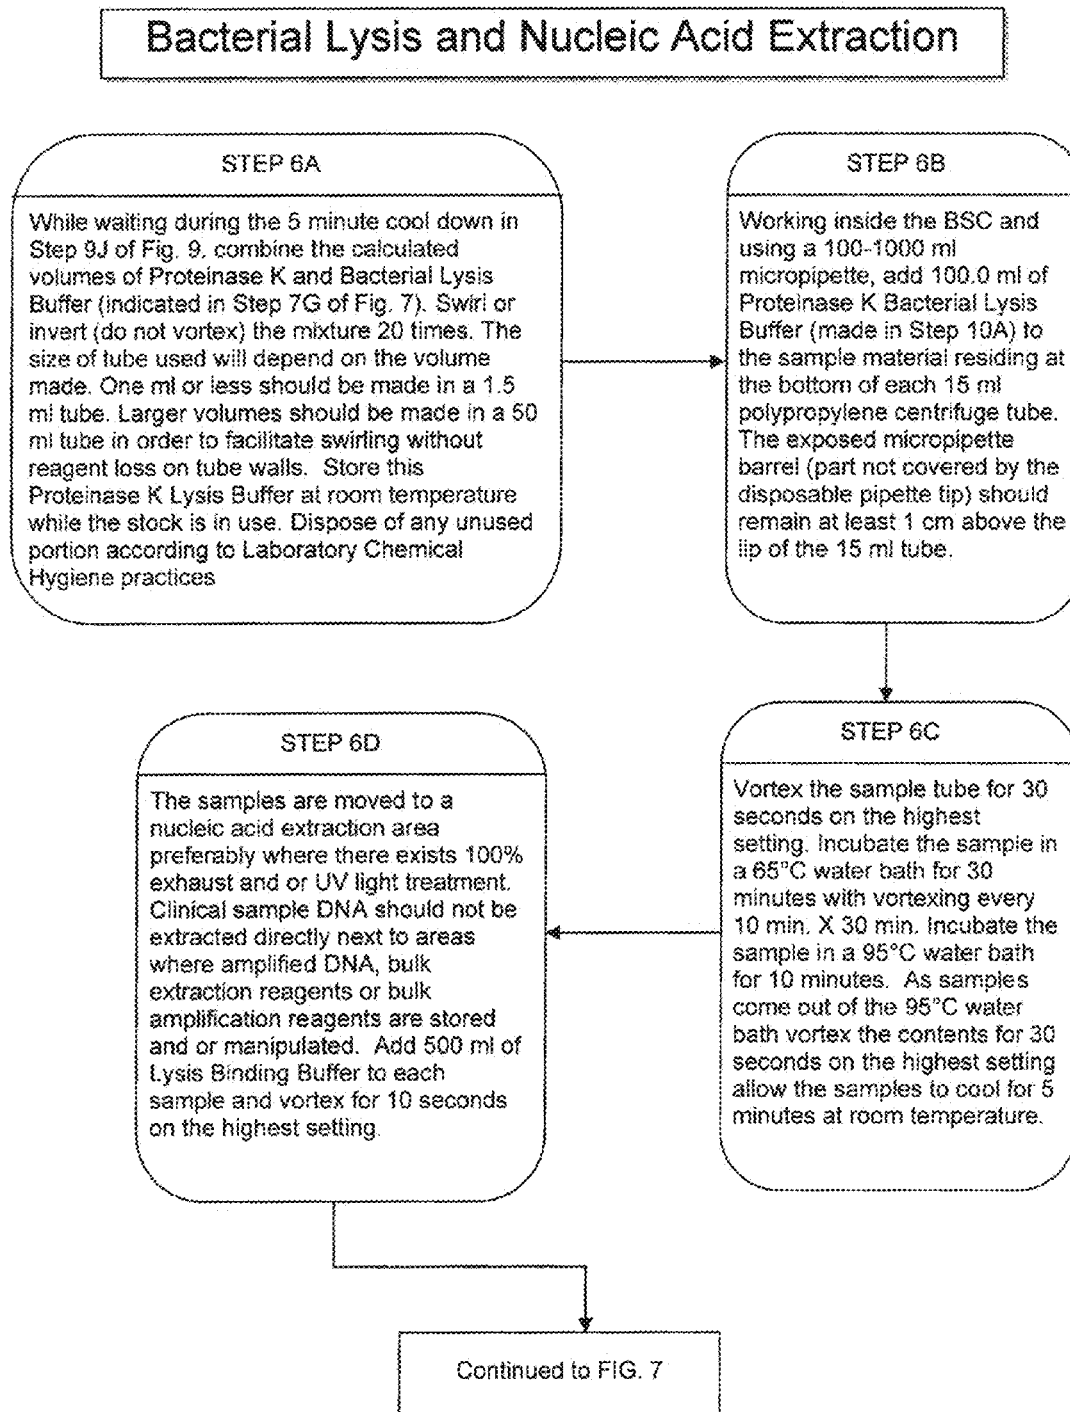 Bacterial Lysis and Nucleic Acid Extraction
STEP 6A
While waiting during the 5 minute cool down in
Step 9J of Fig. 9, combine the calculated
volumes of Proteinase K and Bacterial Lysis
Buffer (indicated in Step 7G of Fig. 7). Swirl or
invert (do not vortex) the mixture 20 times. The
size of tube used will depend on the volume
made. One ml or less should be made in a 1.5
ml tube. Larger volumes should be made in a 50
ml tube in order to facilitate swirling without
reagent loss on tube walls. Store this
Proteinase K Lysis Buffer at room temperature
while the stock is in use. Dispose of any unused
portion according to Laboratory Chemical
Hygiene practices
STEP 6B
Working inside the BSC and
using a 100-1000 ml
micropipette, add 100.0 ml of
Proteinase K Bacterial Lysis
Buffer (made in Step 10A) to
the sample material residing at
the bottom of each 15 ml
polypropylene centrifuge tube.
The exposed micropipette
barrel (part not covered by the
disposable pipette tip) should
remain at least 1 cm above the
lip of the 15 ml tube.
STEP 6C
Vortex the sample tube for 30
seconds on the highest
setting. Incubate the sample in
a 65°C water bath for 30
minutes with vortexing every
10 min. X 30 min. Incubate the
sample in a 95°C water bath
for 10 minutes. As samples
come out of the 95°C water
bath vortex the contents for 30
seconds on the highest setting
allow the samples to cool for 5
minutes at room temperature.
STEP 6D
The samples are moved to a
nucleic acid extraction area
preferably where there exists 100%
exhaust and or UV light treatment.
Clinical sample DNA should not be
extracted directly next to areas
where amplified DNA, bulk
extraction reagents or bulk
amplification reagents are stored
and or manipulated. Add 500 ml of
Lysis Binding Buffer to each
sample and vortex for 10 seconds
on the highest setting.
Continued to FIG. 7